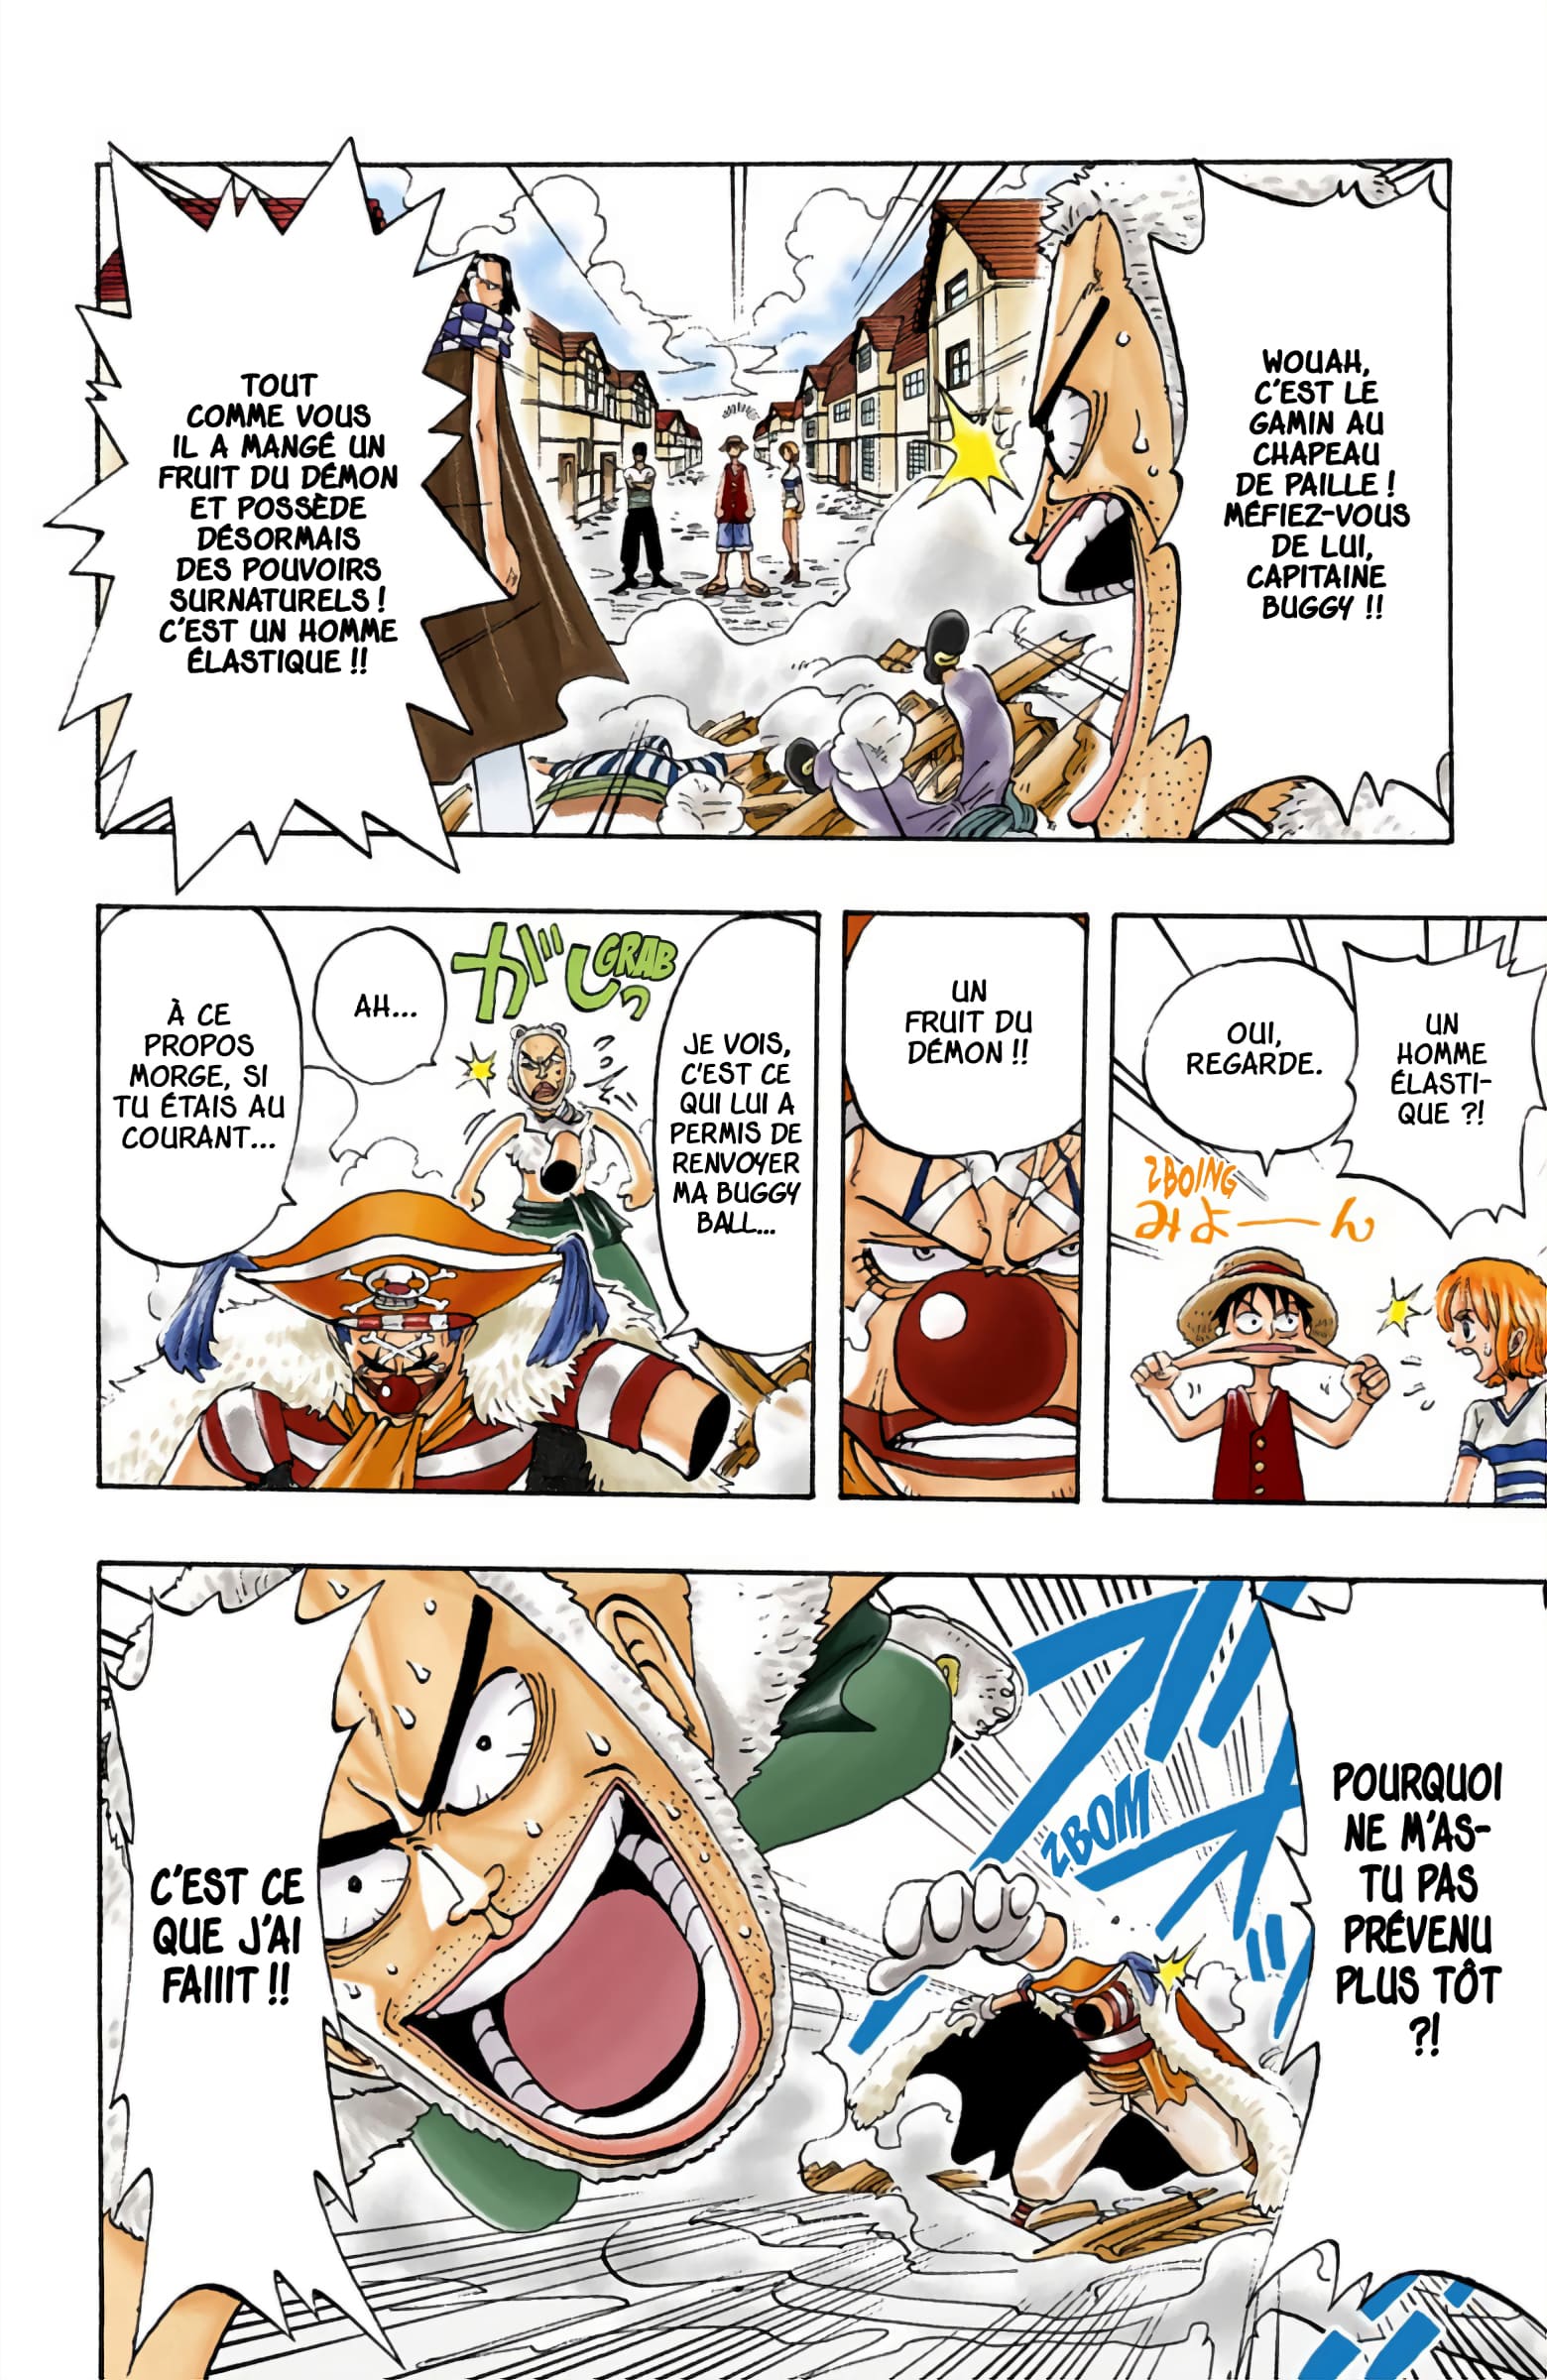 WOUAH,
C'EST LE
GAMIN AU
CHAPEAU
DE PAILLE !
MÉFIEZ-VOUS
DE LUI,
CAPITAINE
BUGGY !!
TOUT
COMME VOUS
IL A MANGÉ UN
FRUIT DU DÉMON
ET POSSÈDE
DÉSORMAIS
DES POUVOIRS
SURNATURELS !
C'EST UN HOMME
ÉLASTIQUE !!
UN
HOMME
ÉLASTI-
QUE ?!
OUI,
REGARDE.
BOING
みよーん
UN
FRUIT DU
DÉMON !!
JE VOIS,
C'EST CE
QUI LUI A
PERMIS DE
RENVOYER
MA BUGGY
BALL...
GRAB
がしっ
AH...
À CE
PROPOS
MORGE, SI
TU ÉTAIS AU
COURANT...
POURQUOI
NE M'AS-
TU PAS
PRÉVENU
PLUS TÔT
?!
BOM
C'EST CE
QUE J'AI
FAIIIT !!